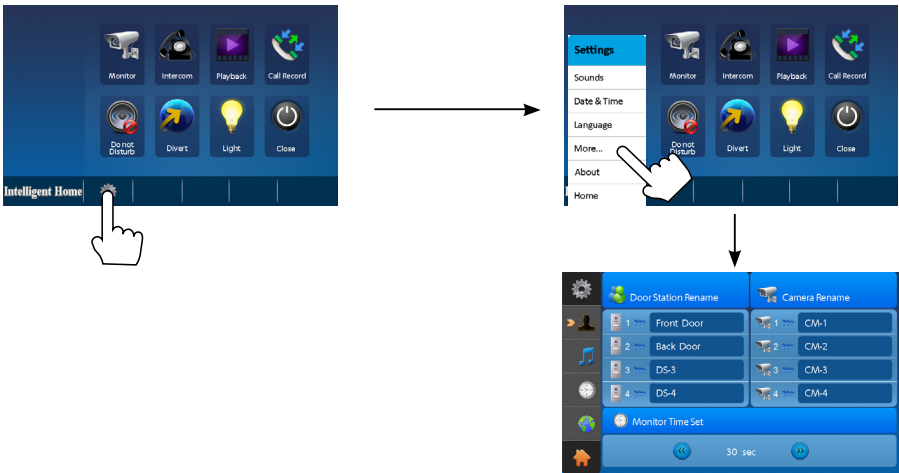 Monitor Intercom Playback Call Record
Do not
Disturb
Divert Light Close
Intelligent Home
Settings
Sounds
Date & Time
Language
More...
About
Home
Monitor Intercom Playback Call Record
Do not
Disturb
Divert Light Close
Door Station Rename
1 Front Door
2 Back Door
3 DS-3
4 DS-4
Camera Rename
1 CM-1
2 CM-2
3 CM-3
4 CM-4
Monitor Time Set
30 sec